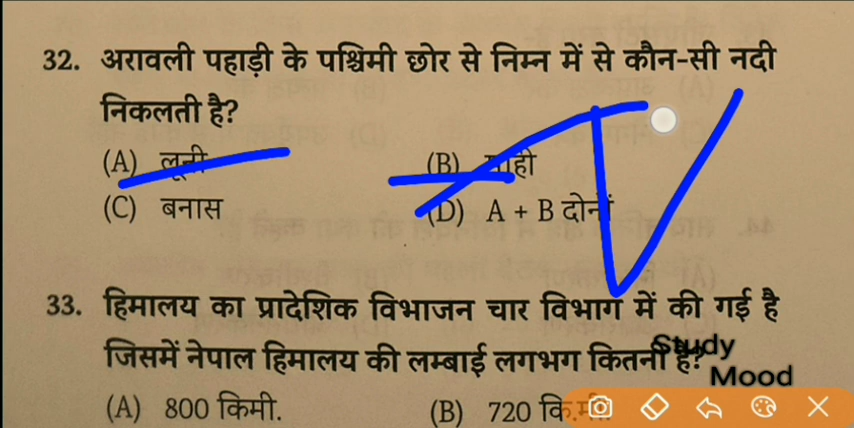 32. अरावली पहाड़ी के पश्चिमी छोर से निम्न में से कौन-सी नदी
निकलती है?
(A) लूनी (B) माही
(C) बनास (D) A + B दोनों
33. हिमालय का प्रादेशिक विभाजन चार विभाग में की गई है
जिसमें नेपाल हिमालय की लम्बाई लगभग कितनी है?
Study
Mood
(A) 800 किमी. (B) 720 कि.मी.